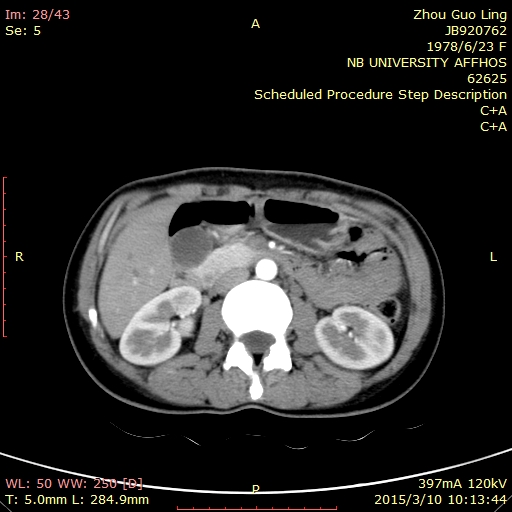 Im: 28/43
Se: 5
A
Zhou Guo Ling
JB920762
1978/6/23 F
NB UNIVERSITY AFFHOS
62625
Scheduled Procedure Step Description
C+A
C+A
R
L
WL: 50 WW: 250 [D]
T: 5.0mm L: 284.9mm
P
397mA 120kV
2015/3/10 10:13:44